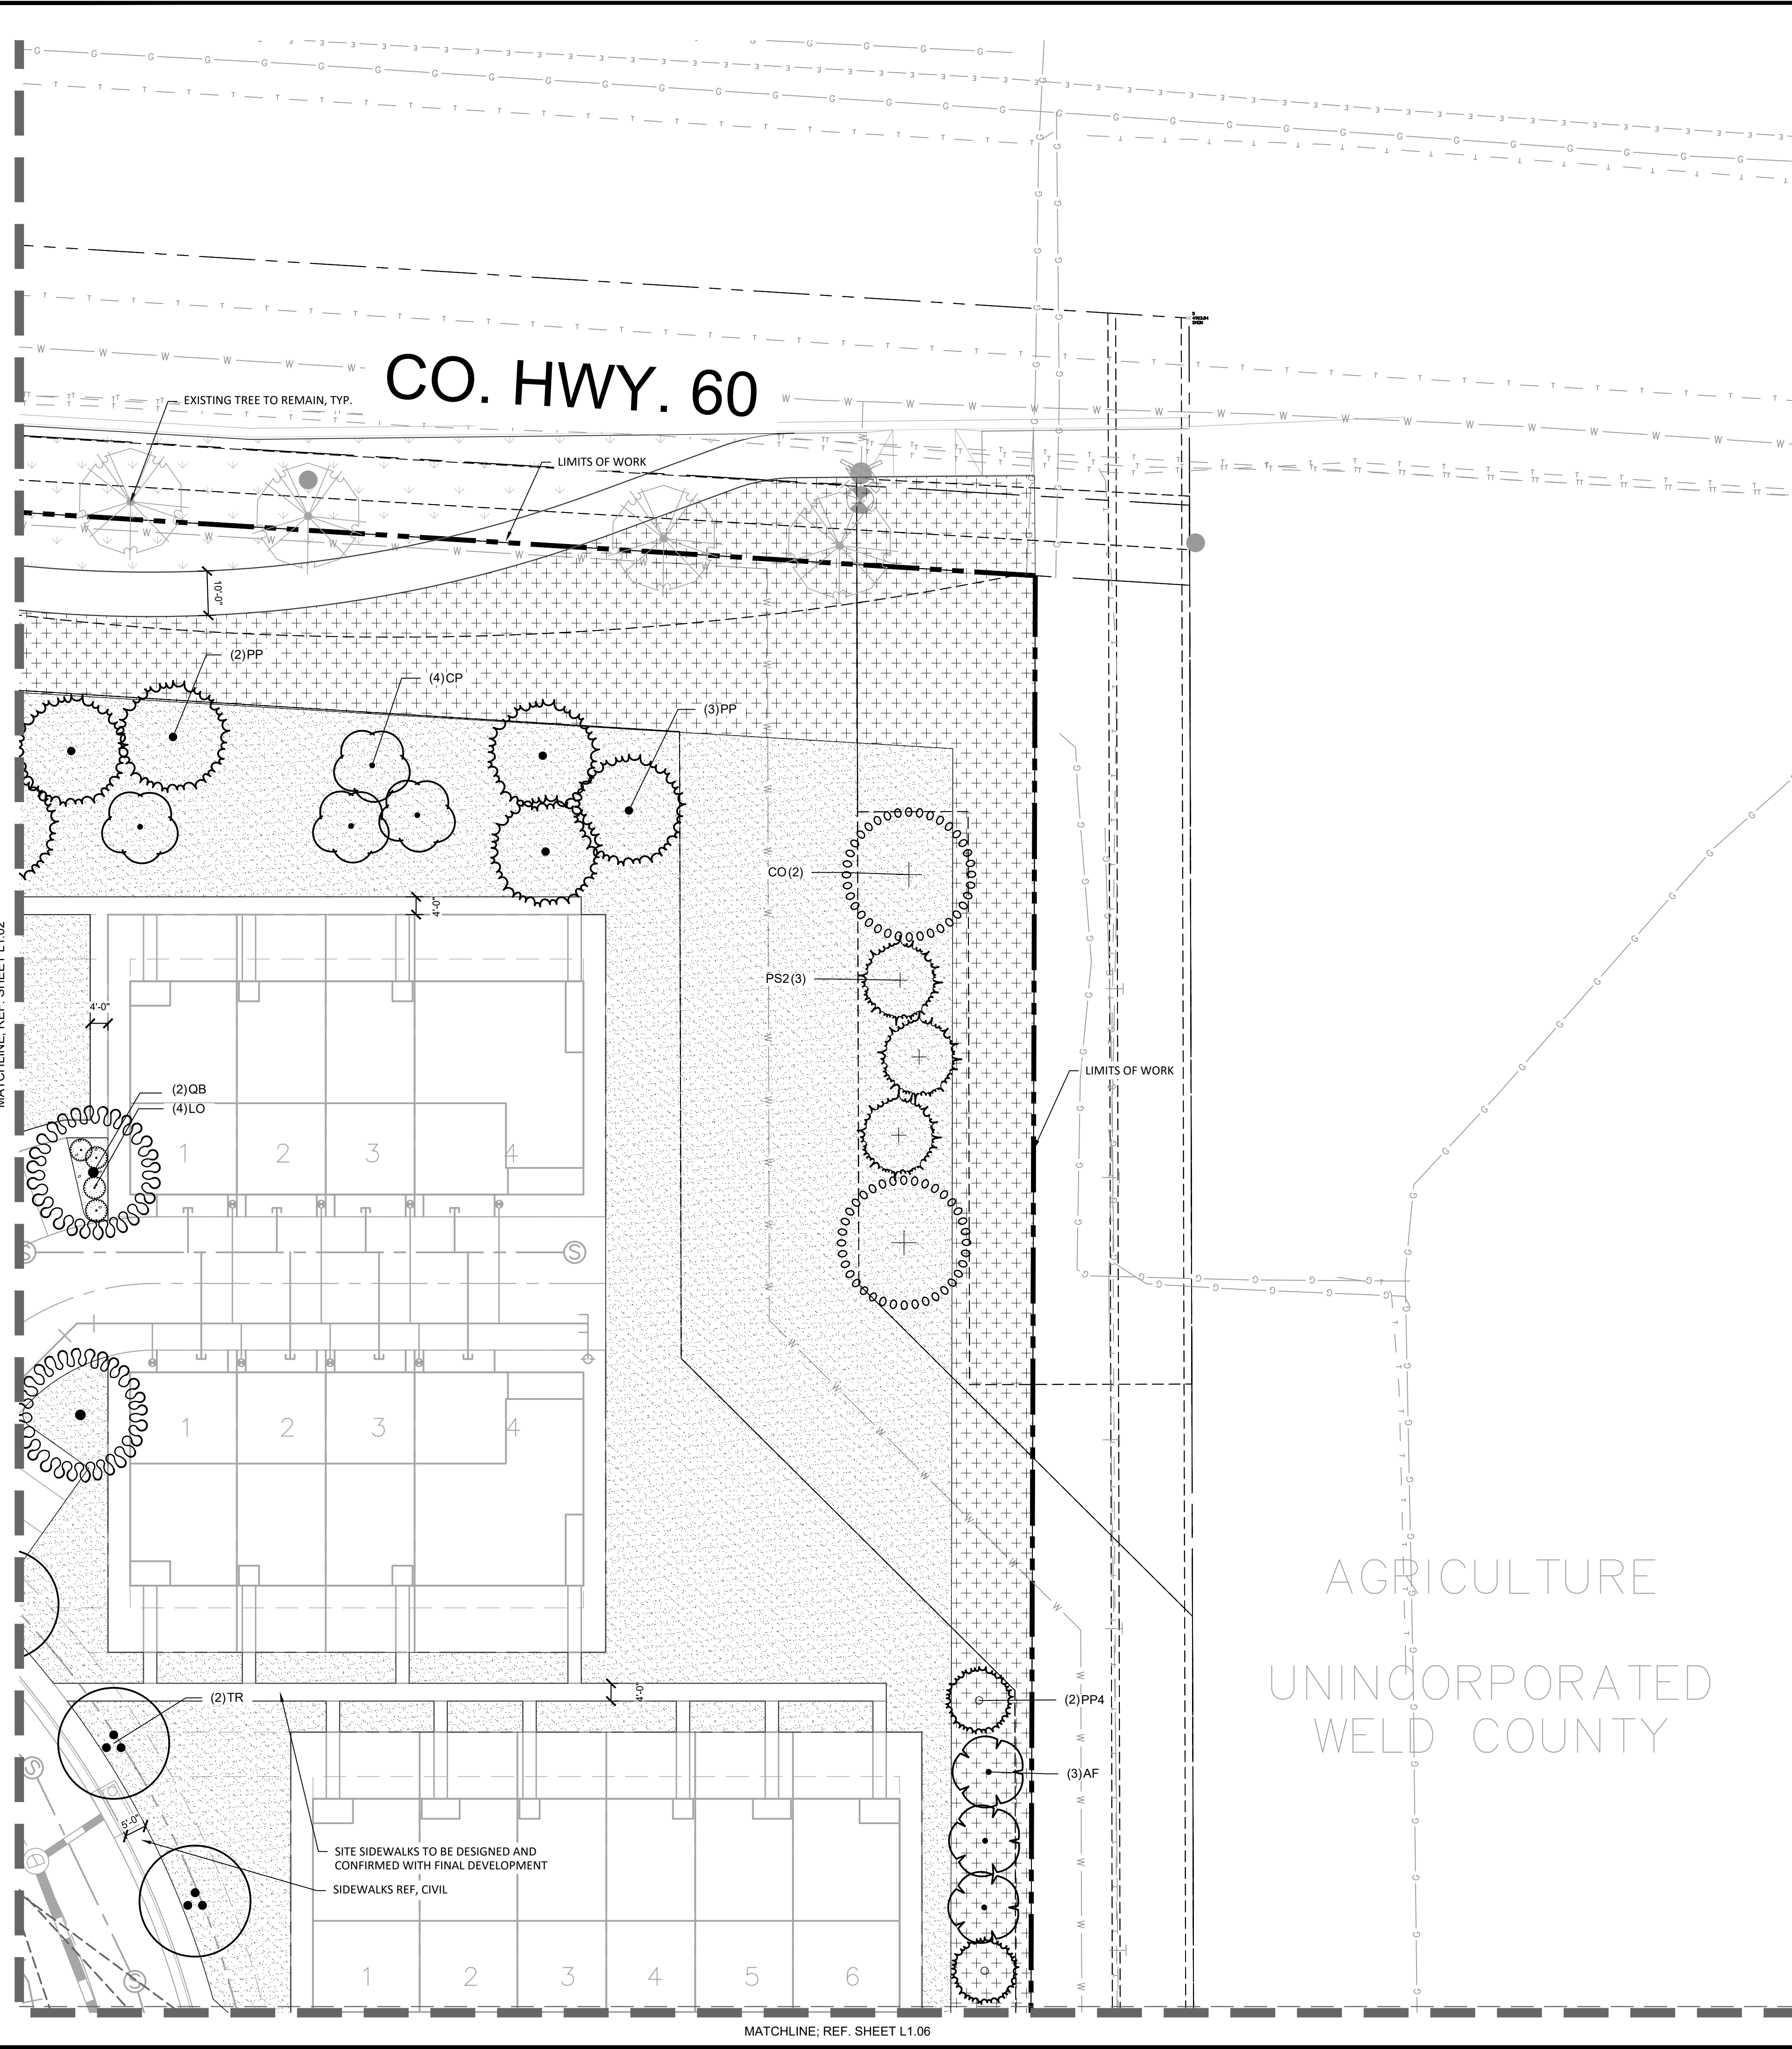 CO. HWY. 60
EXISTING TREE TO REMAIN, TYP.
LIMITS OF WORK
10'-0"
(2)PP
(4)CP
(3)PP
CO(2)
4'-0"
PS2(3)
4'-0"
LIMITS OF WORK
(2)QB
(4)LO
1 2 3 4
S S
1 2 3 4
AGRICULTURE
UNINCORPORATED
WELD COUNTY
4'-0"
(2)TR
(2)PP4
S
(3)AF
5'-0"
SITE SIDEWALKS TO BE DESIGNED AND
CONFIRMED WITH FINAL DEVELOPMENT
SIDEWALKS REF, CIVIL
D
S
1 2 3 4 5 6
MATCHLINE; REF. SHEET L1.06